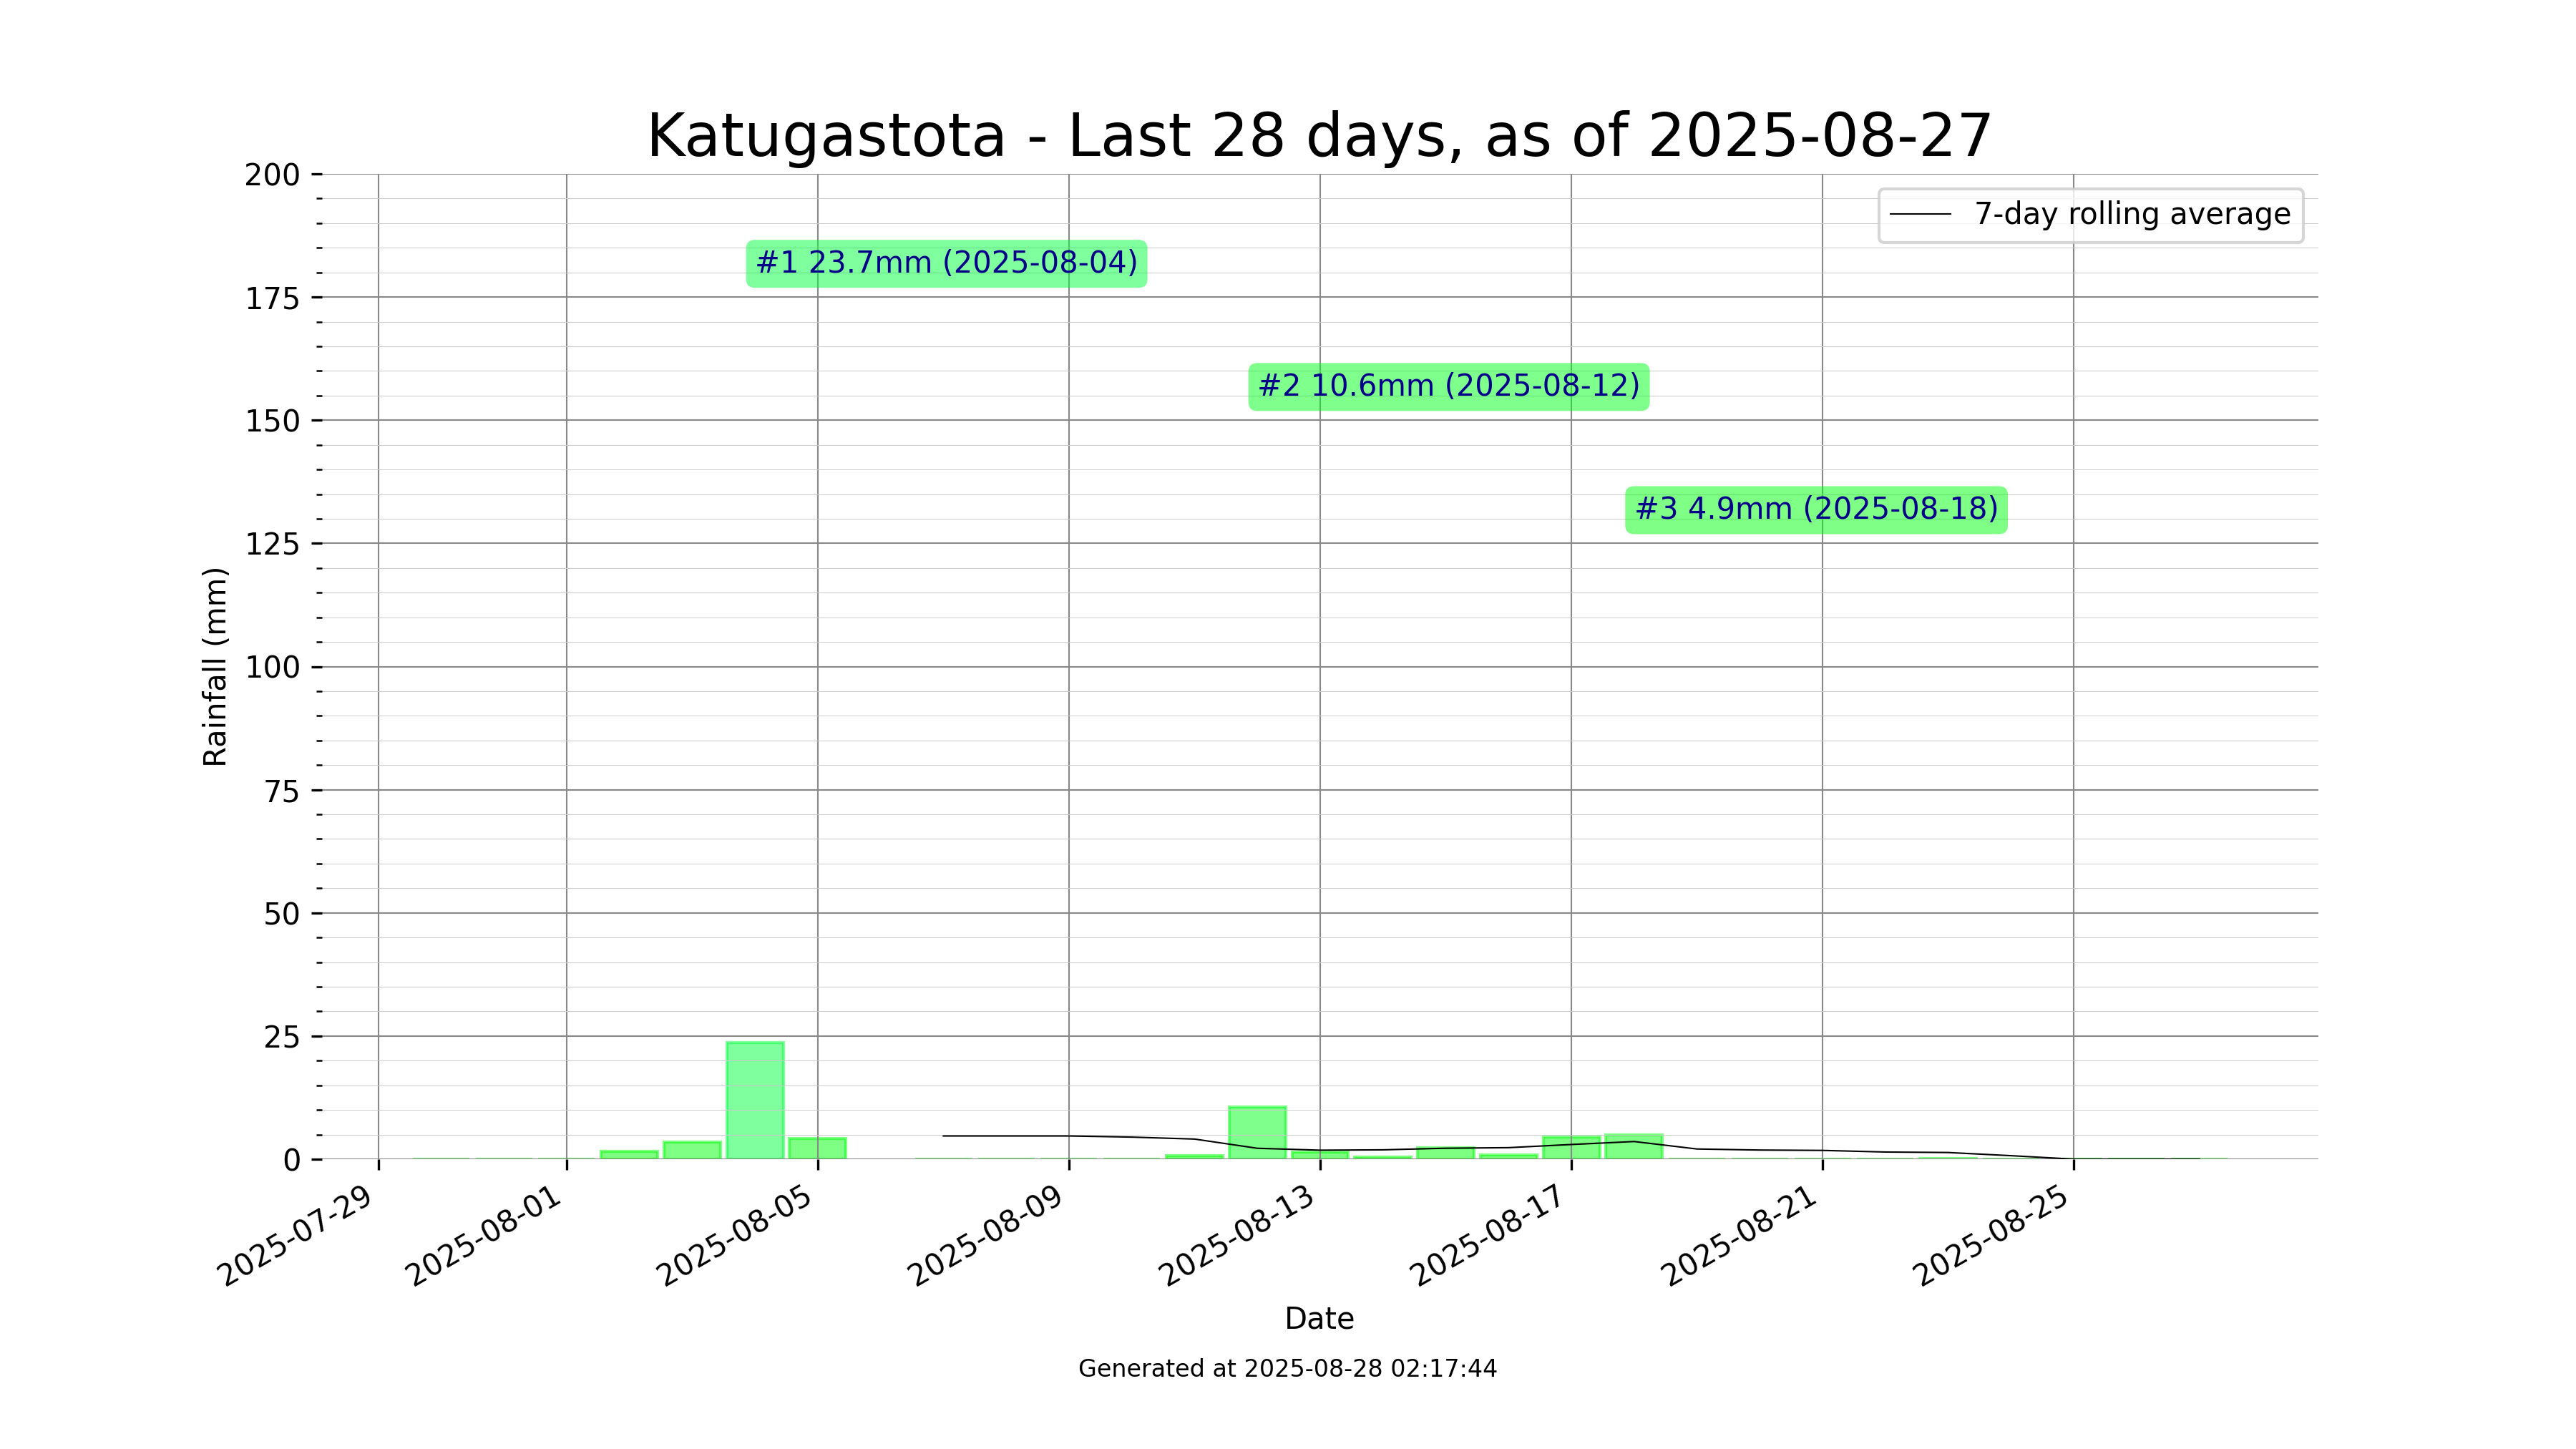 Katugastota - Last 28 days, as of 2025-08-27
200
175
150
125
100
75
50
25
0
Rainfall (mm)
7-day rolling average
#1 23.7mm (2025-08-04)
#2 10.6mm (2025-08-12)
#3 4.9mm (2025-08-18)
2025-07-29
2025-08-01
2025-08-05
2025-08-09
2025-08-13
2025-08-17
2025-08-21
2025-08-25
Date
Generated at 2025-08-28 02:17:44